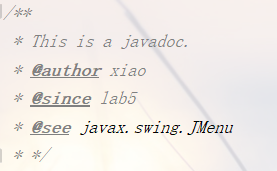 /**
* This is a javadoc.
* @author xiao
* @since lab5
* @see javax.swing.JMenu
* */